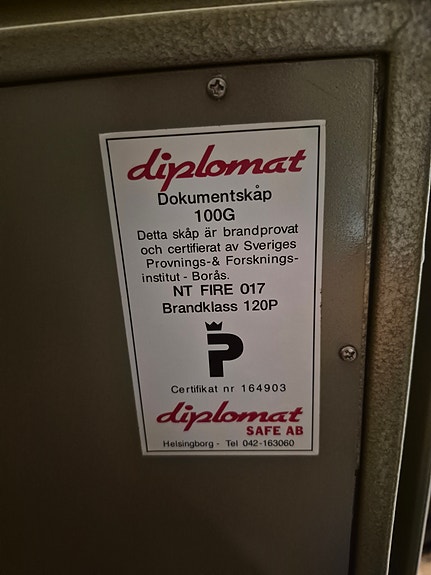 diplomat
Dokumentskåp
100G
Detta skåp är brandprovat
och certifierat av Sveriges
Provnings-& Forsknings-
institut - Borås.
NT FIRE 017
Brandklass 120P
P
Certifikat nr 164903
diplomat
SAFE AB
Helsingborg - Tel 042-163060